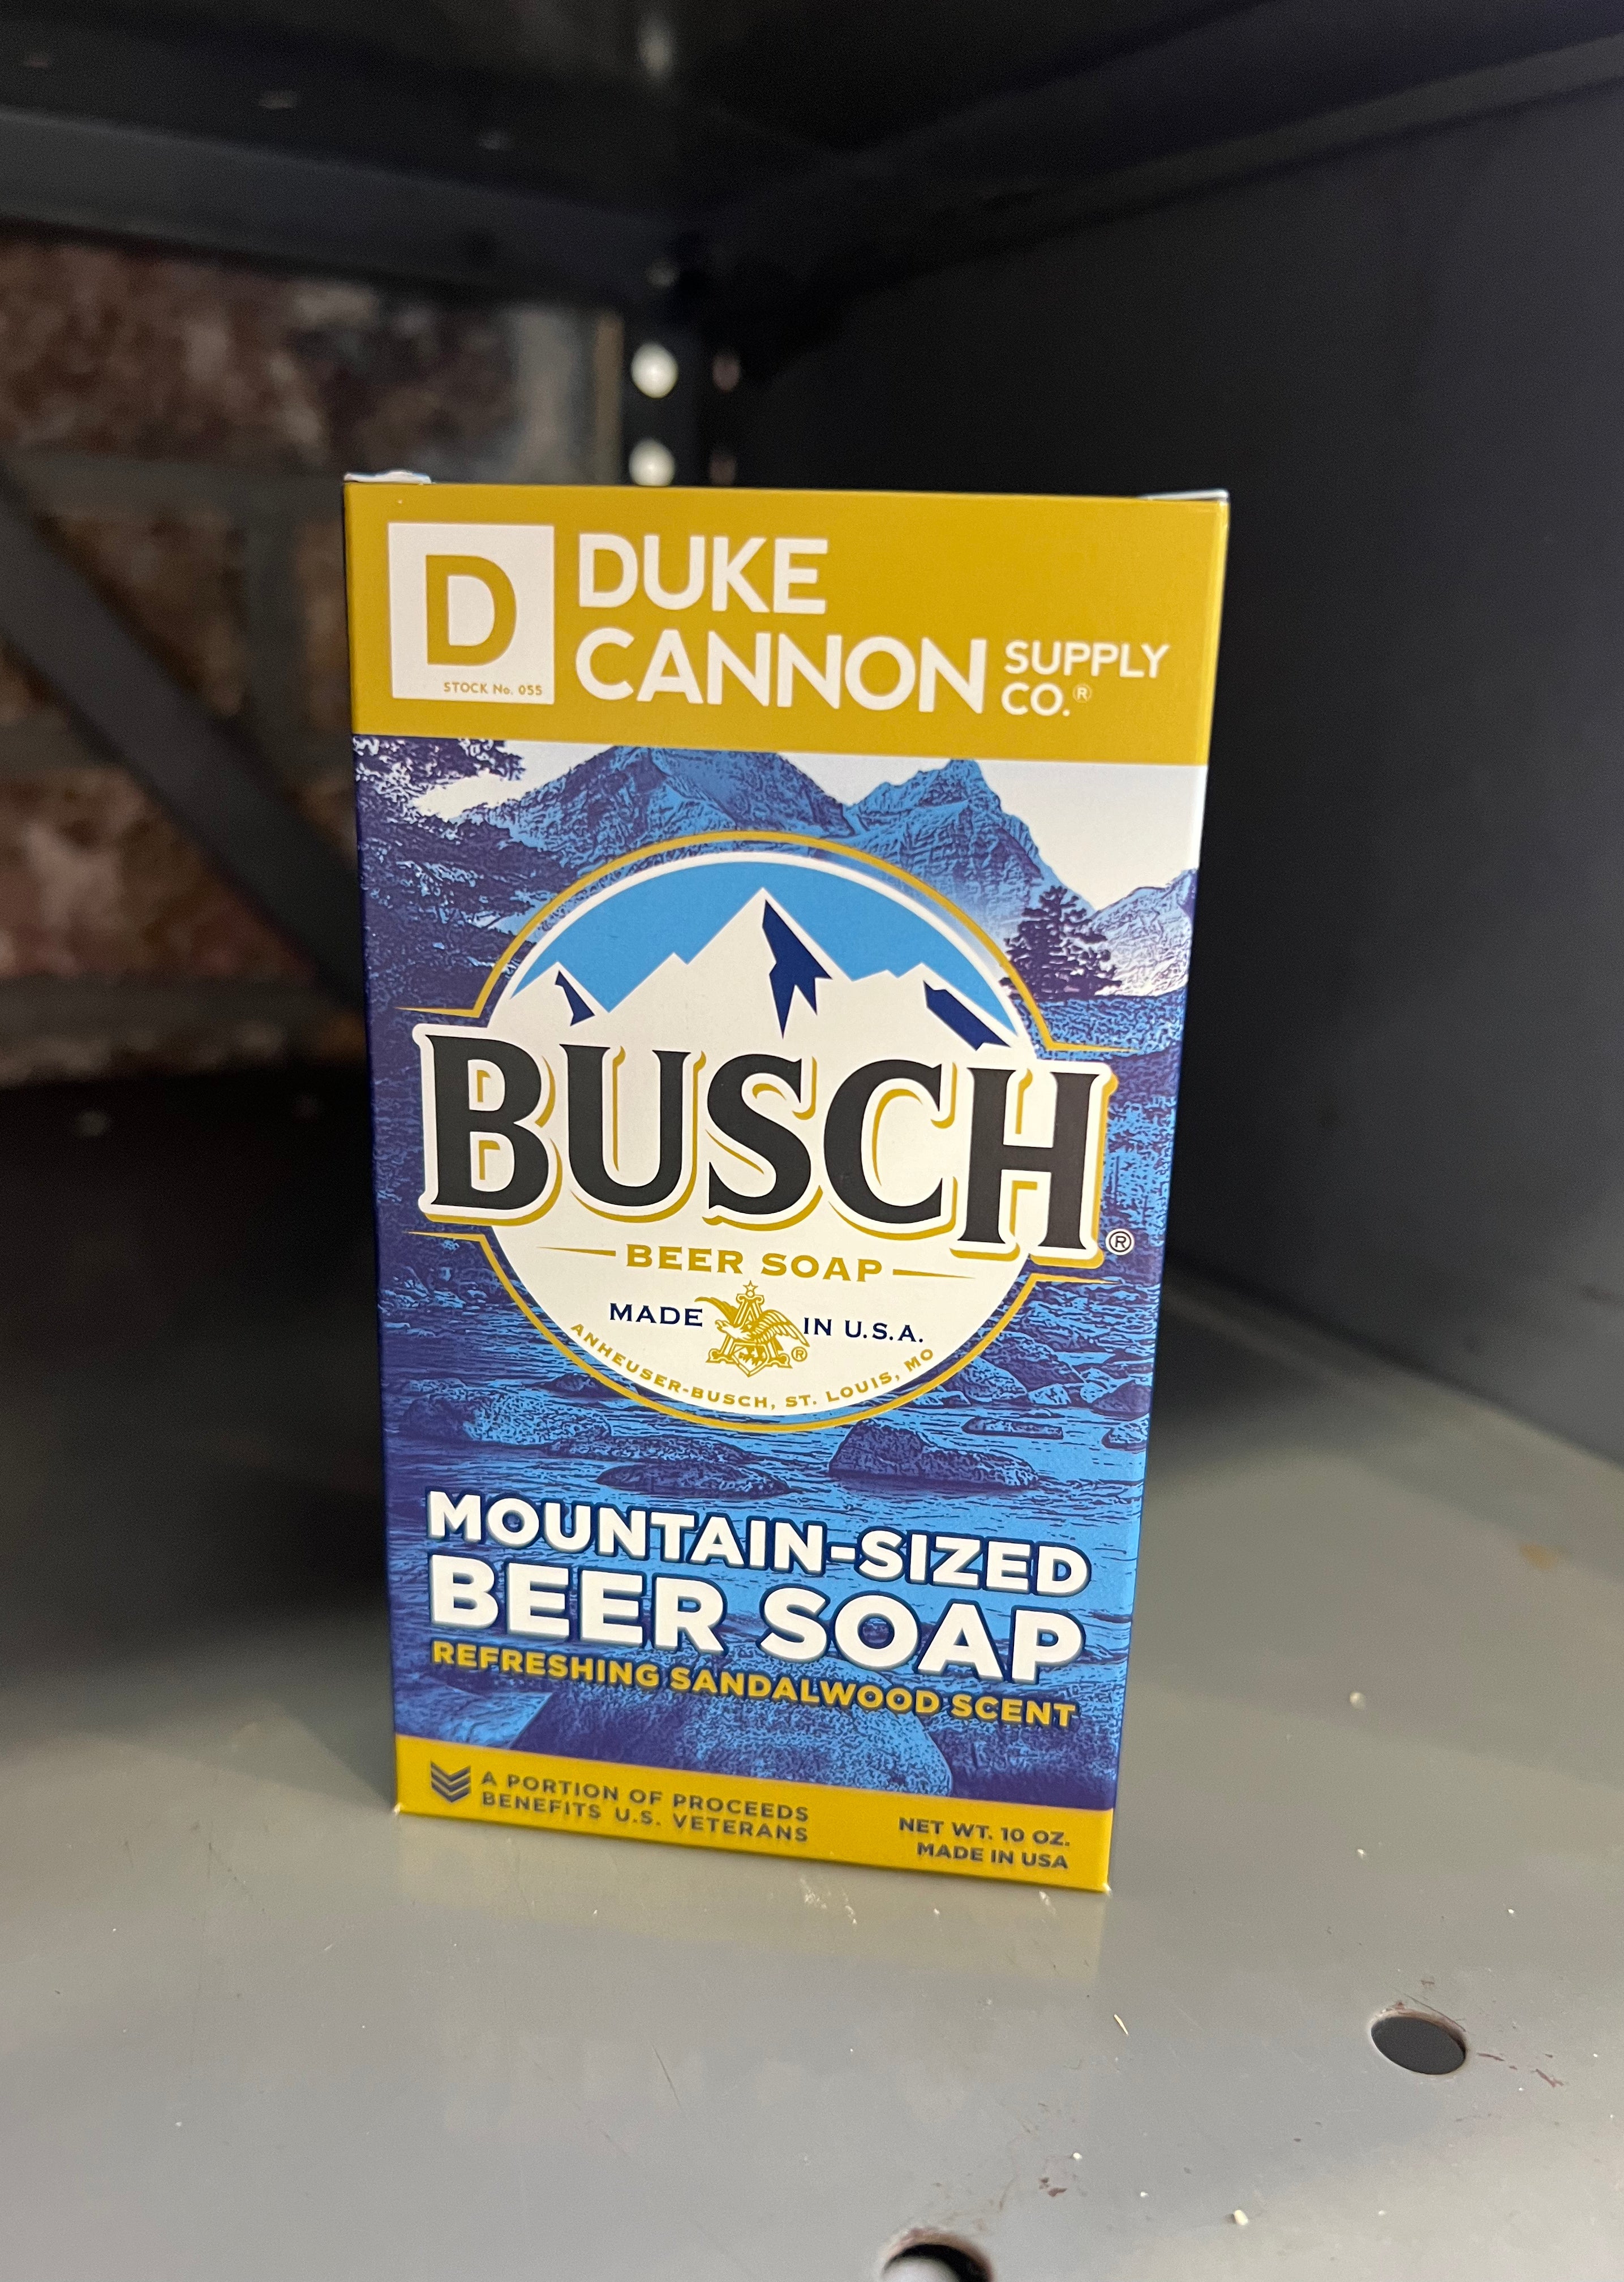 D
STOCK No. 055
DUKE
CANNON SUPPLY
CO.®
BUSCH®
BEER SOAP
MADE IN U.S.A.
®
ANHEUSER-BUSCH, ST. LOUIS, MO
MOUNTAIN-SIZED
BEER SOAP
REFRESHING SANDALWOOD SCENT
A PORTION OF PROCEEDS
BENEFITS U.S. VETERANS
NET WT. 10 OZ.
MADE IN USA